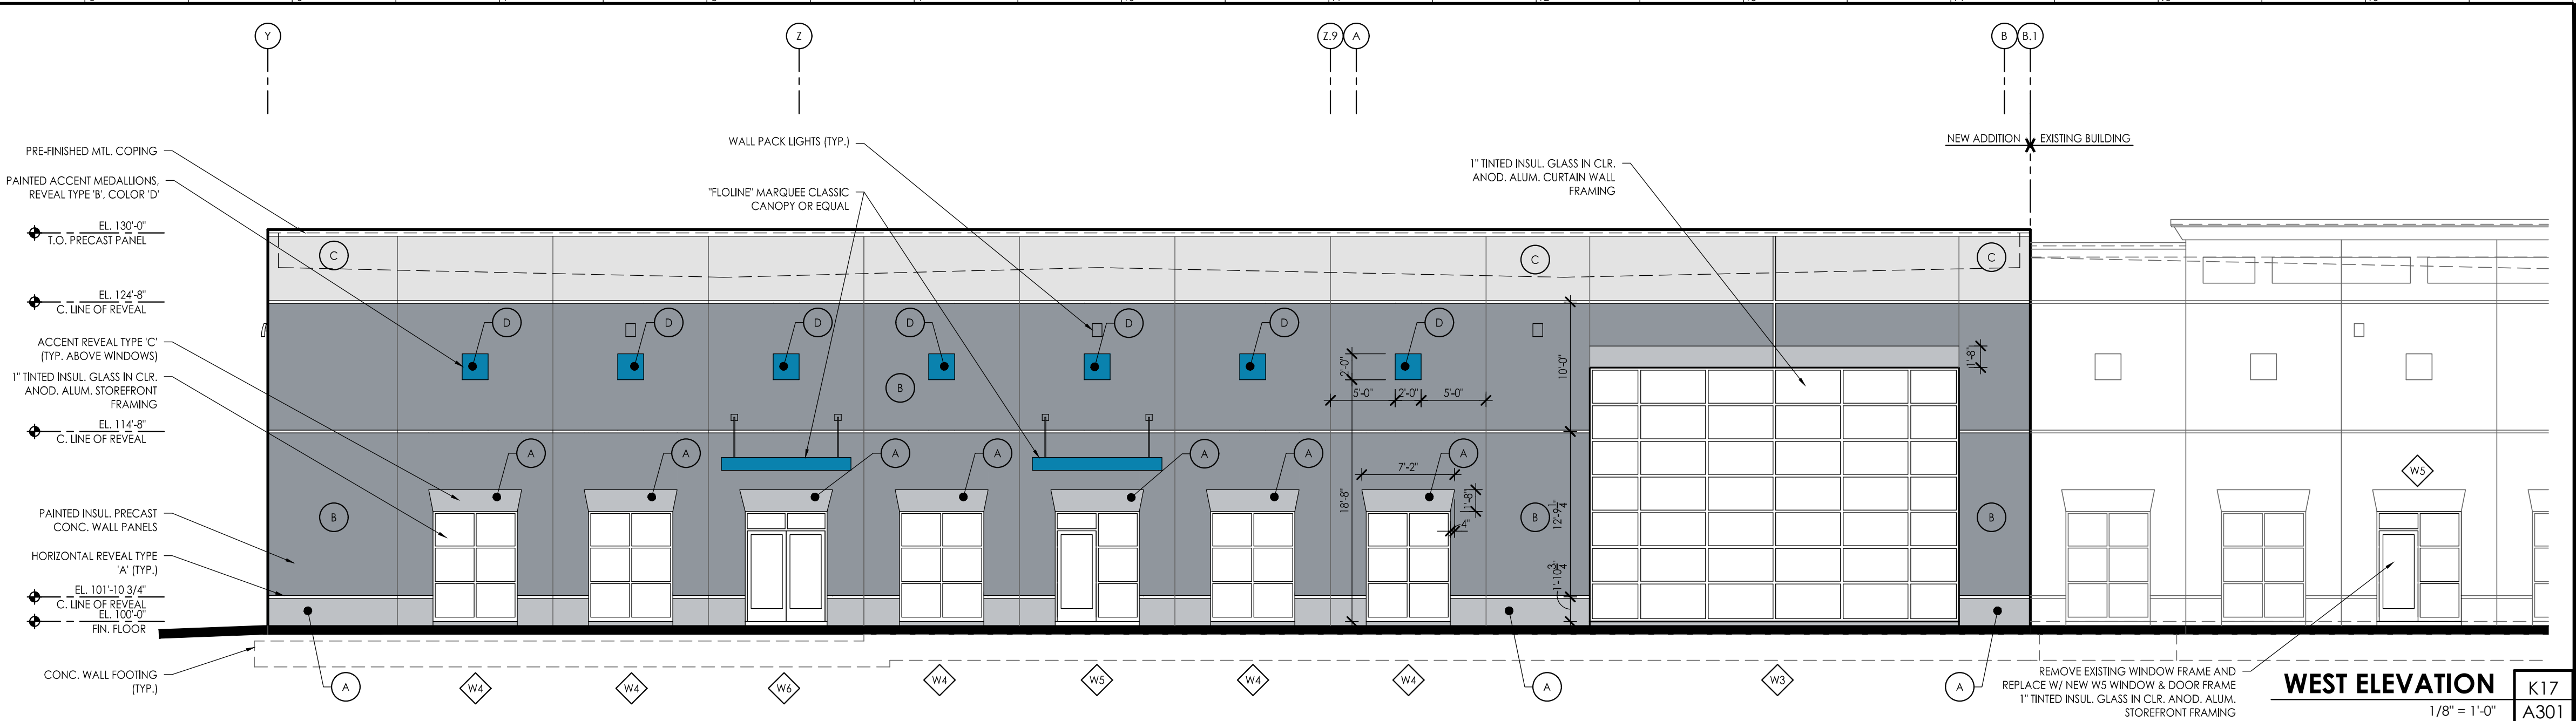 Y
Z
Z.9
A
B
B.1
NEW ADDITION
EXISTING BUILDING
PRE-FINISHED MTL. COPING
PAINTED ACCENT MEDALLIONS,
REVEAL TYPE 'B', COLOR 'D'
EL. 130'-0"
T.O. PRECAST PANEL
EL. 124'-8"
C. LINE OF REVEAL
ACCENT REVEAL TYPE 'C'
(TYP. ABOVE WINDOWS)
1" TINTED INSUL. GLASS IN CLR.
ANOD. ALUM. STOREFRONT
FRAMING
EL. 114'-8"
C. LINE OF REVEAL
PAINTED INSUL. PRECAST
CONC. WALL PANELS
HORIZONTAL REVEAL TYPE
'A' (TYP.)
EL. 101'-10 3/4"
C. LINE OF REVEAL
EL. 100'-0"
FIN. FLOOR
CONC. WALL FOOTING
(TYP.)
WALL PACK LIGHTS (TYP.)
"FLOLINE" MARQUEE CLASSIC
CANOPY OR EQUAL
1" TINTED INSUL. GLASS IN CLR.
ANOD. ALUM. CURTAIN WALL
FRAMING
C
C
C
D
D
D
D
D
D
D
B
2'-0"
5'-0"
2'-0"
5'-0"
10'-0"
1'-8"
A
A
A
A
A
A
A
7'-2"
18'-8"
1'-8"
4"
12'-9 1/4"
1'-10 3/4"
B
B
B
W5
A
W4
W4
W6
W4
W5
W4
W4
A
W3
A
REMOVE EXISTING WINDOW FRAME AND
REPLACE W/ NEW W5 WINDOW & DOOR FRAME
1" TINTED INSUL. GLASS IN CLR. ANOD. ALUM.
STOREFRONT FRAMING
WEST ELEVATION
1/8" = 1'-0"
K17
A301